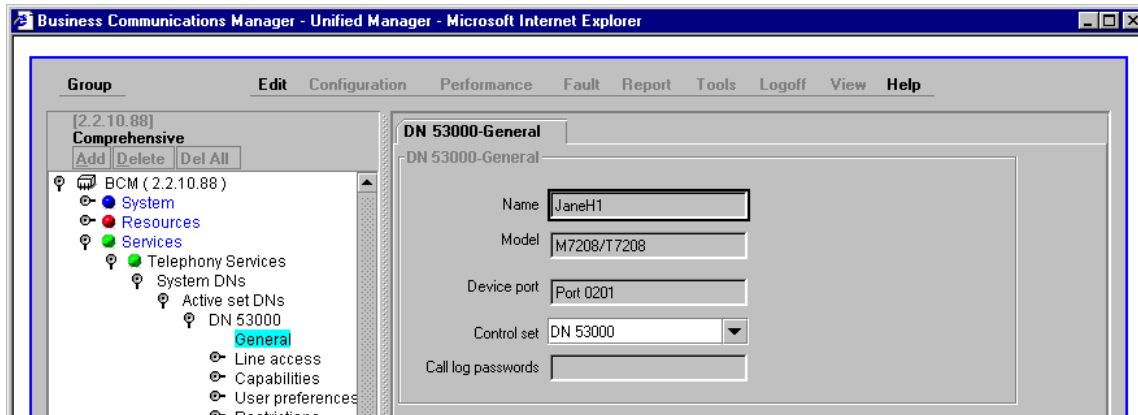 Business Communications Manager - Unified Manager - Microsoft Internet Explorer
Group Edit Configuration Performance Fault Report Tools Logoff View Help
[2.2.10.88]
Comprehensive
Add Delete Del All
BCM ( 2.2.10.88 )
System
Resources
Services
Telephony Services
System DNs
Active set DNs
DN 53000
General
Line access
Capabilities
User preferences
Restrictions
DN 53000-General
DN 53000-General
Name JaneH1
Model M7208/T7208
Device port Port 0201
Control set DN 53000
Call log passwords